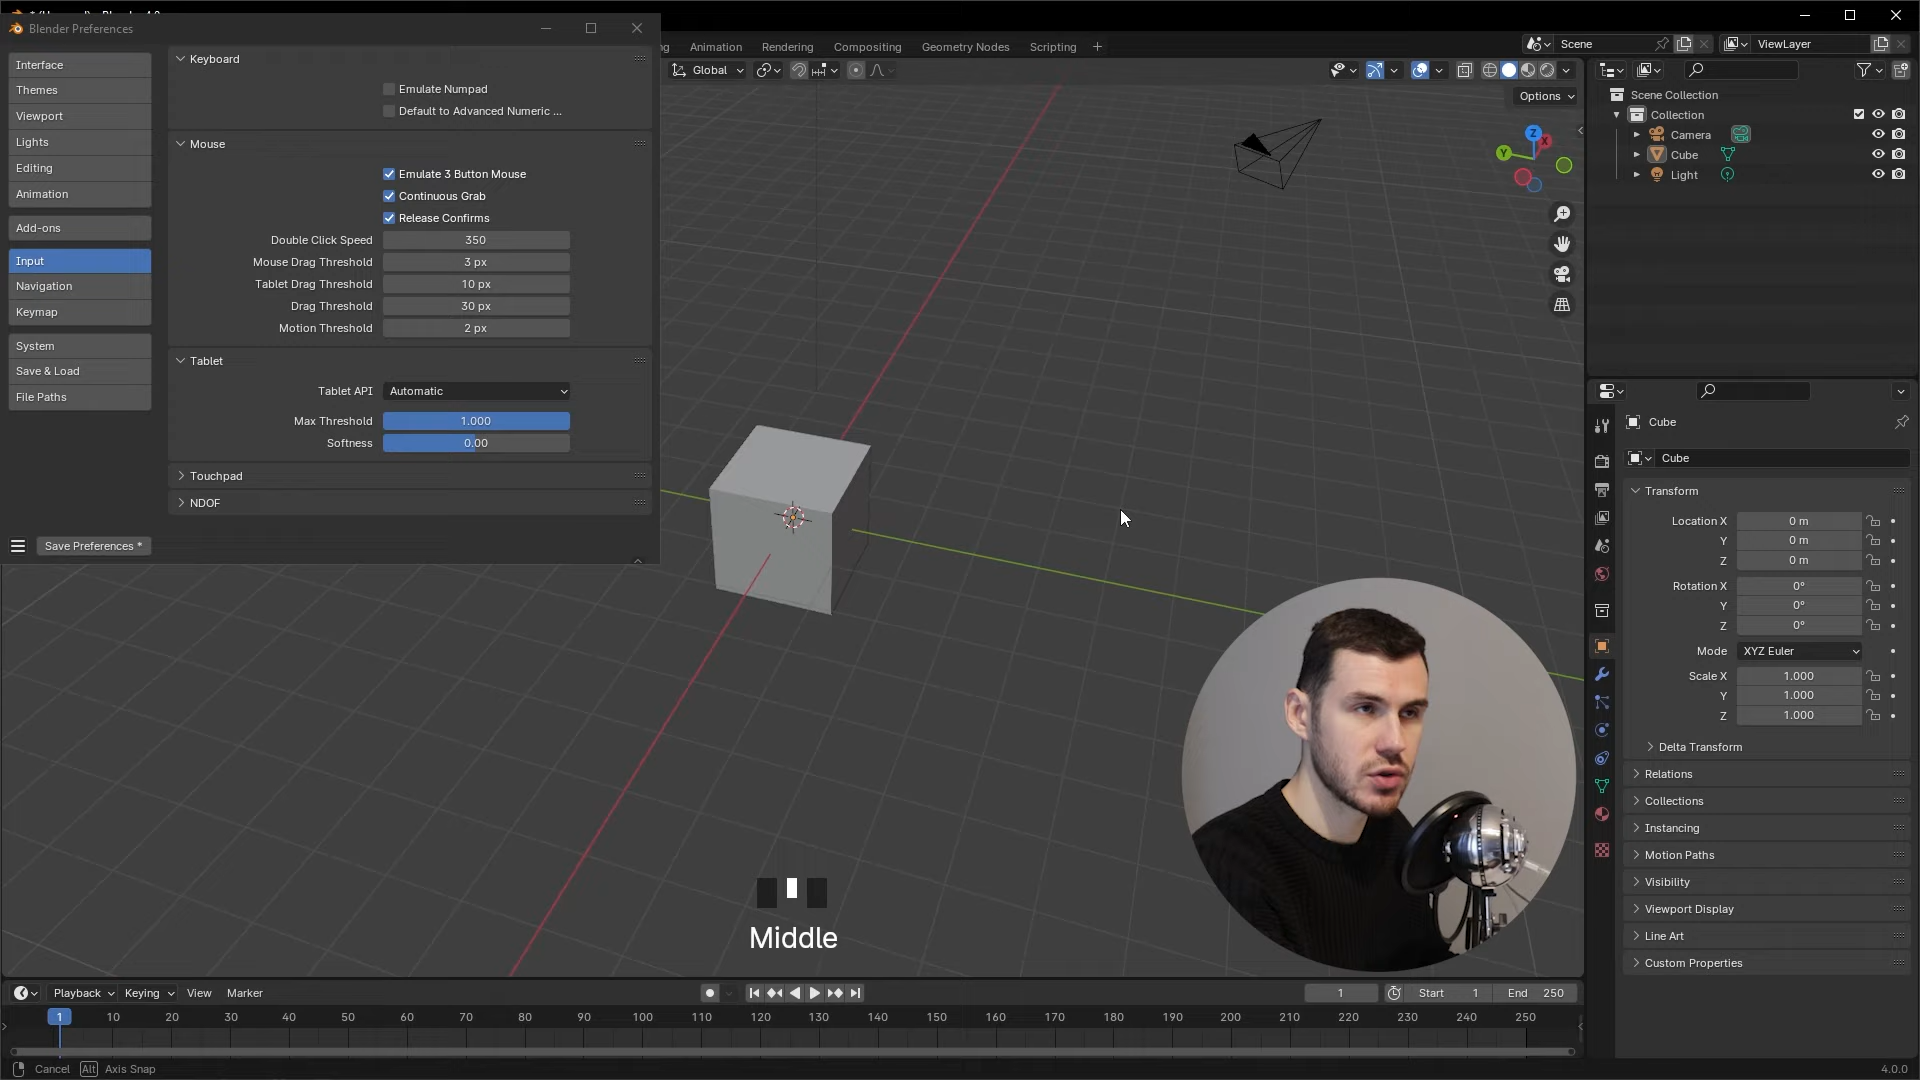 Blender Preferences
Animation
Rendering
Compositing
Geometry Nodes
Scripting
+
Scene
ViewLayer
Interface
Themes
Viewport
Lights
Editing
Animation
Add-ons
Input
Navigation
Keymap
System
Save & Load
File Paths
Save Preferences *
Keyboard
Emulate Numpad
Default to Advanced Numeric ...
Mouse
Emulate 3 Button Mouse
Continuous Grab
Release Confirms
Double Click Speed 350
Mouse Drag Threshold 3 px
Tablet Drag Threshold 10 px
Drag Threshold 30 px
Motion Threshold 2 px
Tablet
Tablet API Automatic
Max Threshold 1.000
Softness 0.00
Touchpad
NDOF
Global
Options
Z
X
Y
Middle
Scene Collection
Collection
Camera
Cube
Light
Cube
Cube
Transform
Location X 0 m
Y 0 m
Z 0 m
Rotation X 0°
Y 0°
Z 0°
Mode XYZ Euler
Scale X 1.000
Y 1.000
Z 1.000
Delta Transform
Relations
Collections
Instancing
Motion Paths
Visibility
Viewport Display
Line Art
Custom Properties
Playback Keying View Marker
1 Start 1 End 250
1 10 20 30 40 50 60 70 80 90 100 110 120 130 140 150 160 170 180 190 200 210 220 230 240 250
Cancel Alt Axis Snap
4.0.0